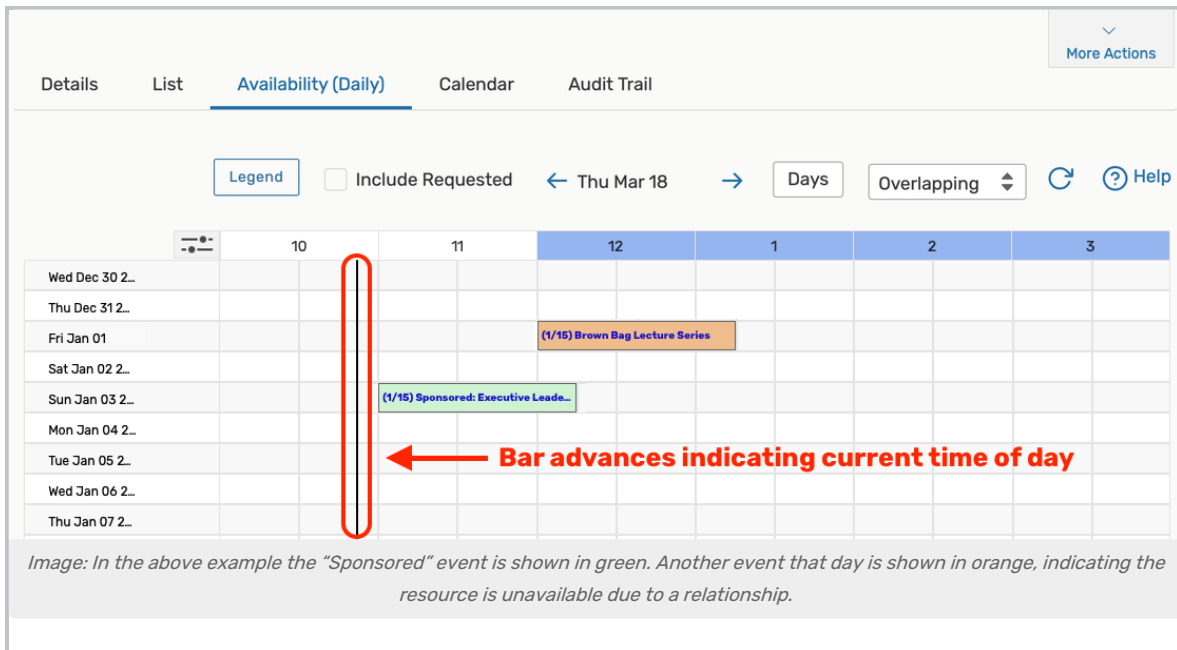 More Actions
Details List Availability (Daily) Calendar Audit Trail
Legend Include Requested Thu Mar 18 Days Overlapping ? Help
10 11 12 1 2 3
Wed Dec 30 2...
Thu Dec 31 2...
Fri Jan 01
(1/15) Brown Bag Lecture Series
Sat Jan 02 2...
Sun Jan 03 2...
(1/15) Sponsored: Executive Leade...
Mon Jan 04 2...
Tue Jan 05 2...
Bar advances indicating current time of day
Wed Jan 06 2...
Thu Jan 07 2...
Image: In the above example the “Sponsored” event is shown in green. Another event that day is shown in orange, indicating the
resource is unavailable due to a relationship.